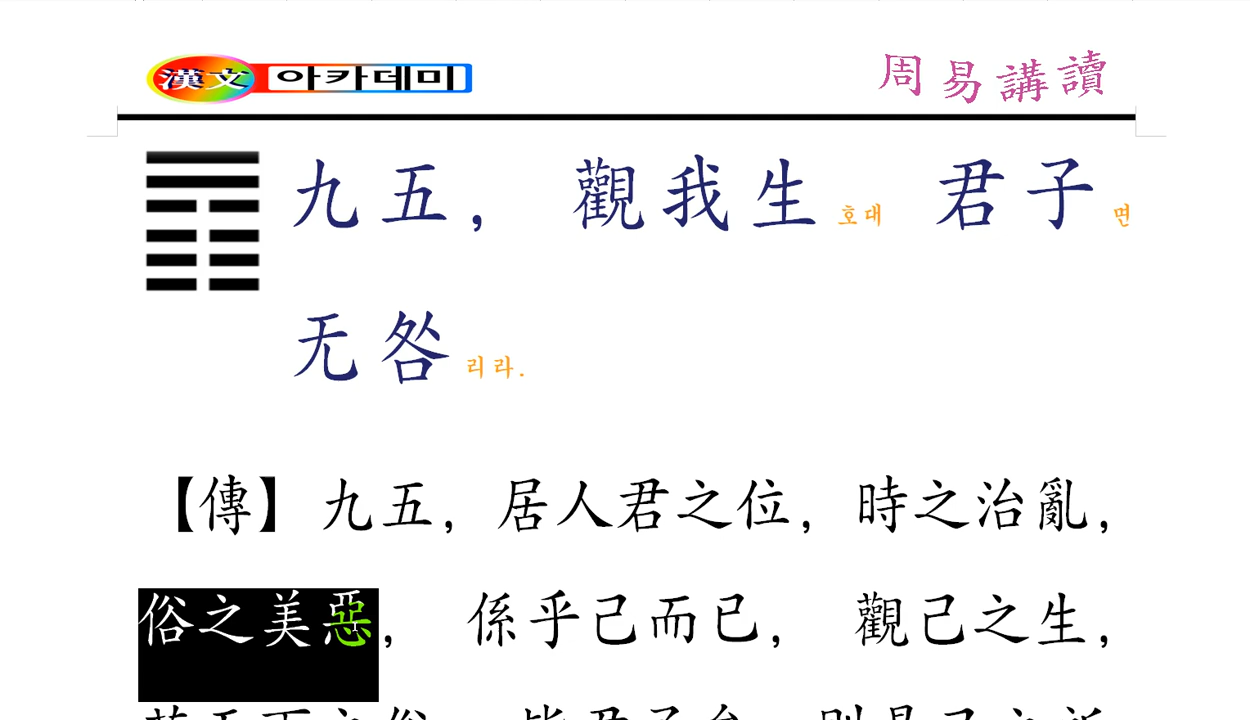 漢文 아카데미
周易講讀
九五, 觀我生호대 君子면
无咎리라.
【傳】九五, 居人君之位, 時之治亂,
俗之美惡, 係乎己而已, 觀己之生,